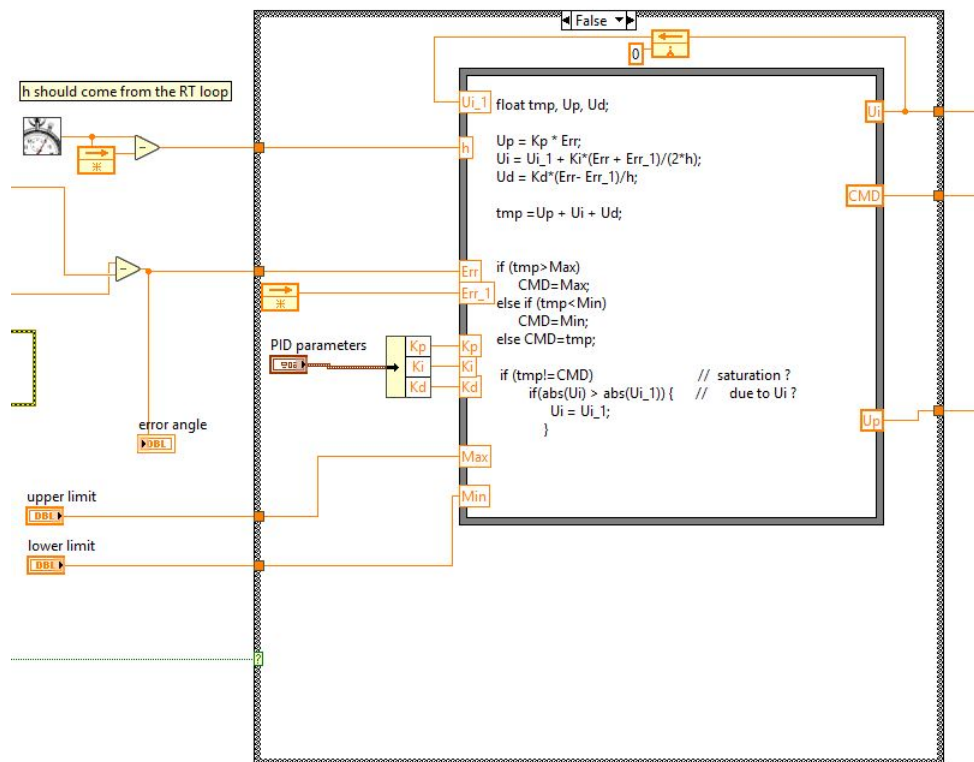 False
0
h should come from the RT loop
Ui_1
float tmp, Up, Ud;
Ui
h
Up = Kp * Err;
Ui = Ui_1 + Ki*(Err + Err_1)/(2*h);
Ud = Kd*(Err- Err_1)/h;
CMD
tmp =Up + Ui + Ud;
Err
if (tmp>Max)
CMD=Max;
Err_1
else if (tmp<Min)
CMD=Min;
else CMD=tmp;
PID parameters
Kp
Kp
Ki
Ki
Kd
Kd
if (tmp!=CMD) // saturation ?
if(abs(Ui) > abs(Ui_1)) { // due to Ui ?
Ui = Ui_1;
}
Up
error angle
DBL
Max
upper limit
DBL
Min
lower limit
DBL
?